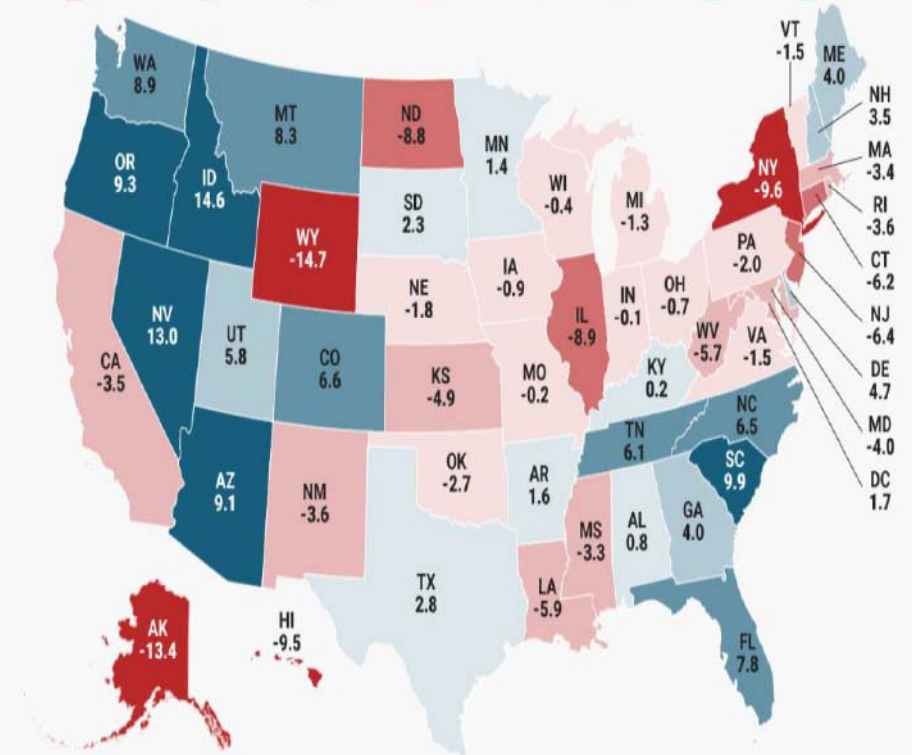 VT
-1.5
ME
4.0
WA
8.9
NH
3.5
MT
8.3
ND
-8.8
MN
1.4
MA
-3.4
OR
9.3
ID
14.6
NY
-9.6
WI
-0.4
MI
-1.3
RI
-3.6
SD
2.3
WY
-14.7
PA
-2.0
CT
-6.2
IA
-0.9
NE
-1.8
OH
-0.7
IN
-0.1
IL
-8.9
NJ
-6.4
NV
13.0
UT
5.8
WV
-5.7
VA
-1.5
CO
6.6
CA
-3.5
KS
-4.9
MO
-0.2
KY
0.2
DE
4.7
NC
6.5
MD
-4.0
TN
6.1
SC
9.9
OK
-2.7
AZ
9.1
NM
-3.6
AR
1.6
DC
1.7
MS
-3.3
AL
0.8
GA
4.0
TX
2.8
LA
-5.9
HI
-9.5
AK
-13.4
FL
7.8